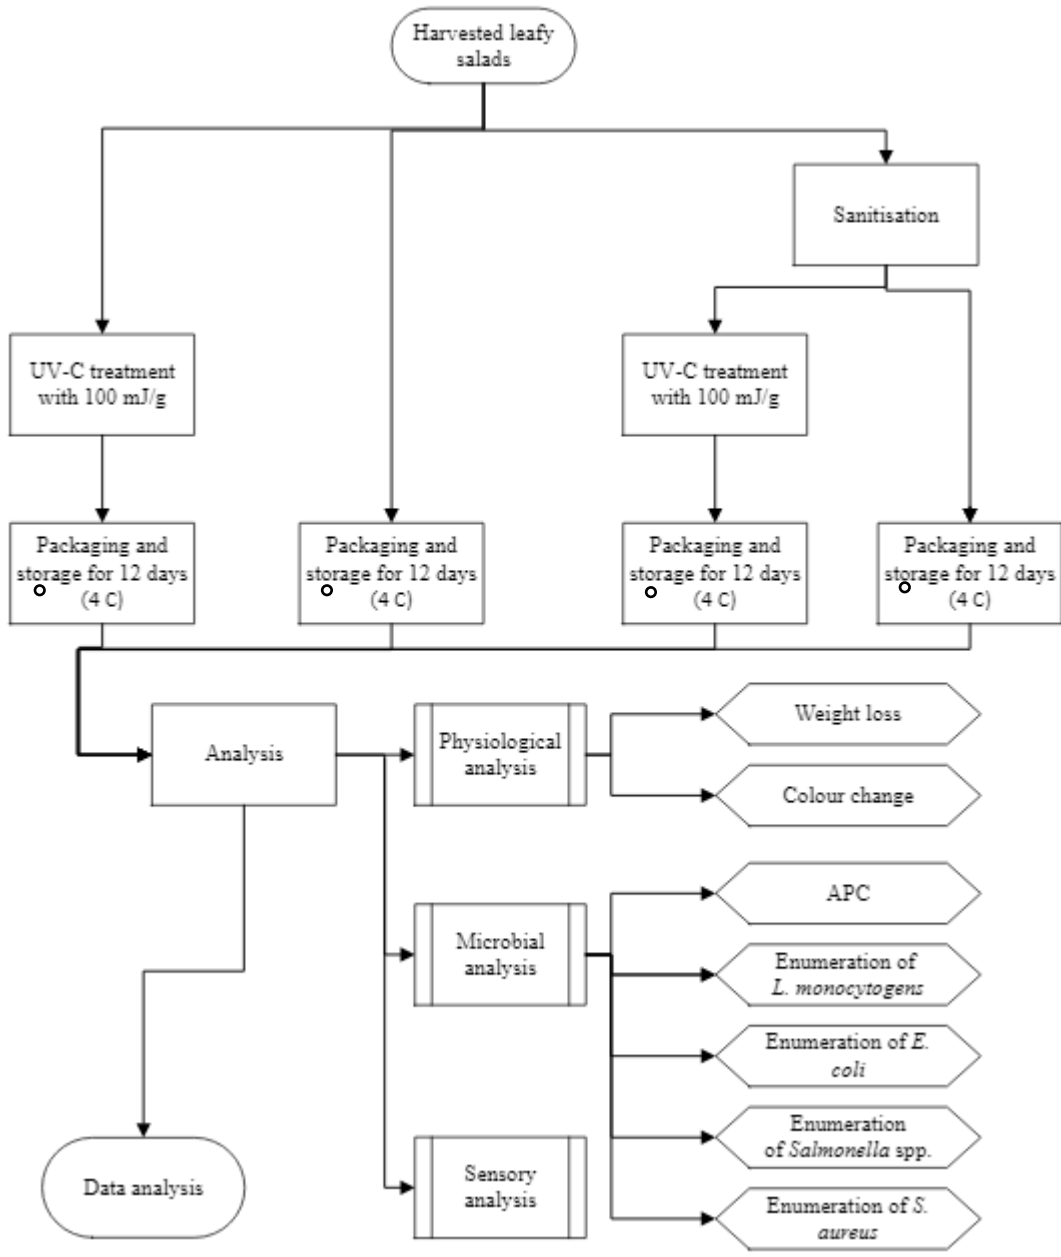 Harvested leafy
salads
Sanitisation
UV-C treatment
with 100 mJ/g
UV-C treatment
with 100 mJ/g
Packaging and
storage for 12 days
(4 C)
Packaging and
storage for 12 days
(4 C)
Packaging and
storage for 12 days
(4 C)
Packaging and
storage for 12 days
(4 C)
Analysis
Physiological
analysis
Weight loss
Colour change
Microbial
analysis
APC
Enumeration of
L. monocytogens
Enumeration of E.
coli
Enumeration
of Salmonella spp.
Enumeration of S.
aureus
Sensory
analysis
Data analysis